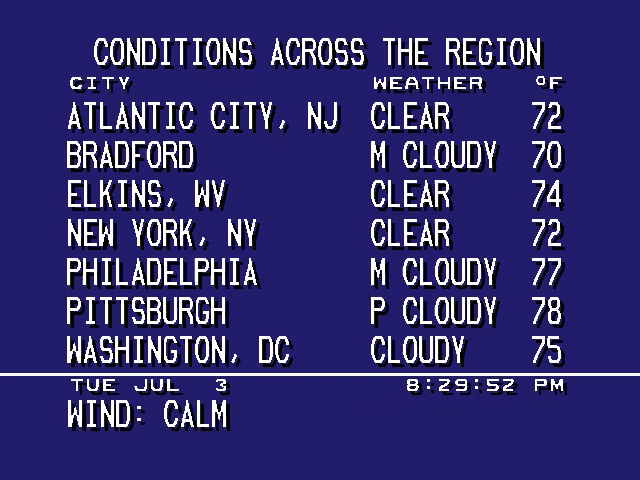 CONDITIONS ACROSS THE REGION
CITY WEATHER °F
ATLANTIC CITY, NJ CLEAR 72
BRADFORD M CLOUDY 70
ELKINS, WV CLEAR 74
NEW YORK, NY CLEAR 72
PHILADELPHIA M CLOUDY 77
PITTSBURGH P CLOUDY 78
WASHINGTON, DC CLOUDY 75
TUE JUL 3 8:29:52 PM
WIND: CALM